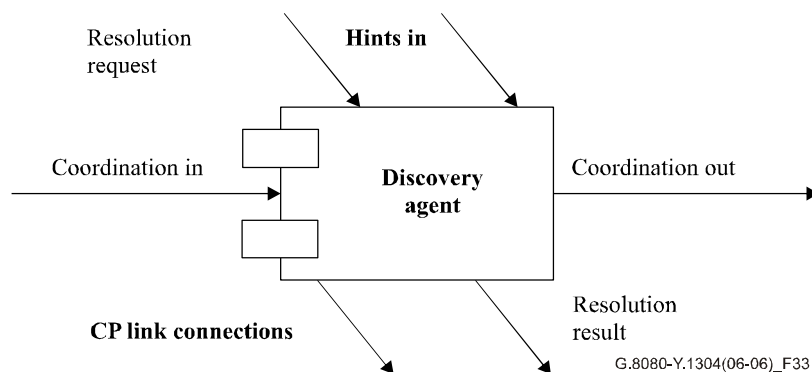 Resolution
request
Hints in
Coordination in
Discovery
agent
Coordination out
CP link connections
Resolution
result
G.8080-Y.1304(06-06)_F33